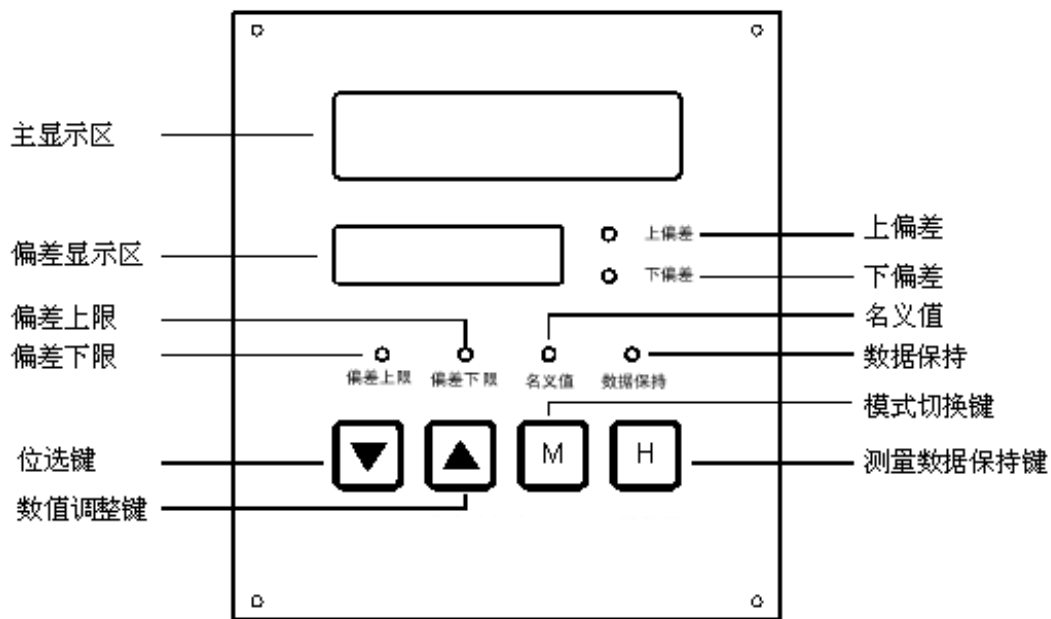 主显示区
偏差显示区
上偏差
上偏差
下偏差
下偏差
偏差上限
名义值
偏差下限
数据保持
偏差上限 偏差下限 名义值 数据保持
模式切换键
M H
位选键
测量数据保持键
数值调整键